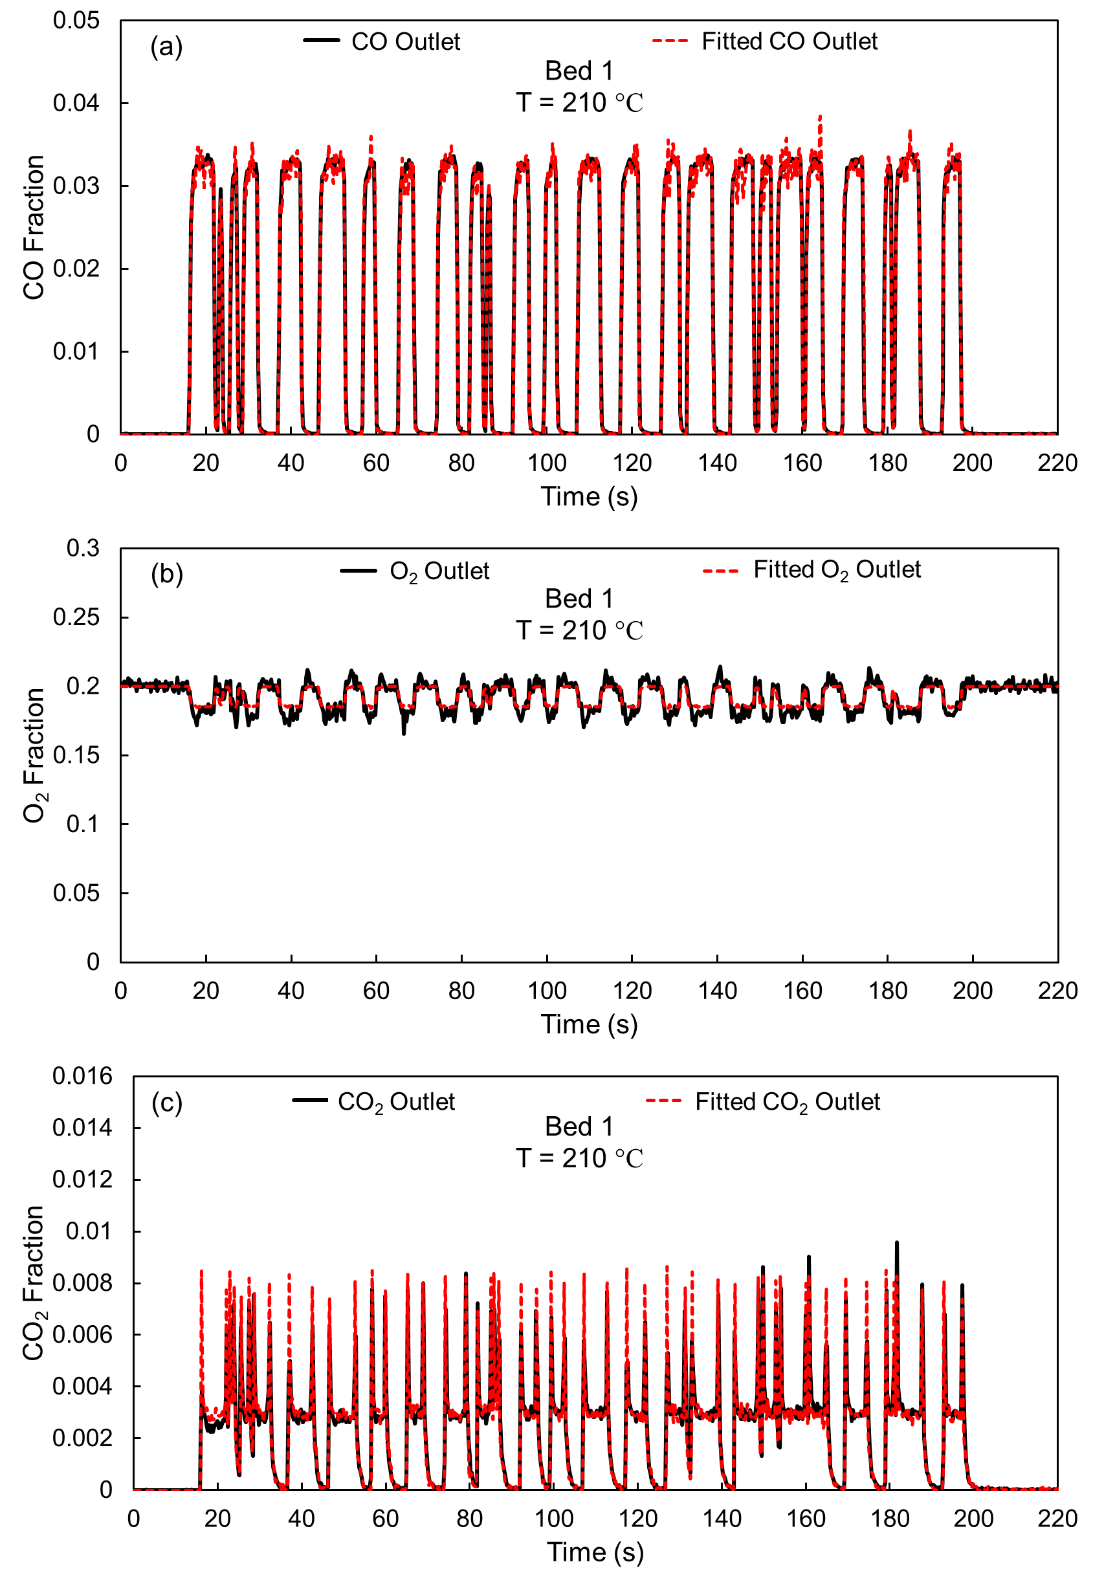 (a)
CO Outlet
Fitted CO Outlet
Bed 1
T = 210 °C
CO Fraction
0.05
0.04
0.03
0.02
0.01
0
0 20 40 60 80 100 120 140 160 180 200 220
Time (s)
(b)
O₂ Outlet
Fitted O₂ Outlet
Bed 1
T = 210 °C
O₂ Fraction
0.3
0.25
0.2
0.15
0.1
0.05
0
0 20 40 60 80 100 120 140 160 180 200 220
Time (s)
(c)
CO₂ Outlet
Fitted CO₂ Outlet
Bed 1
T = 210 °C
CO₂ Fraction
0.016
0.014
0.012
0.01
0.008
0.006
0.004
0.002
0
0 20 40 60 80 100 120 140 160 180 200 220
Time (s)